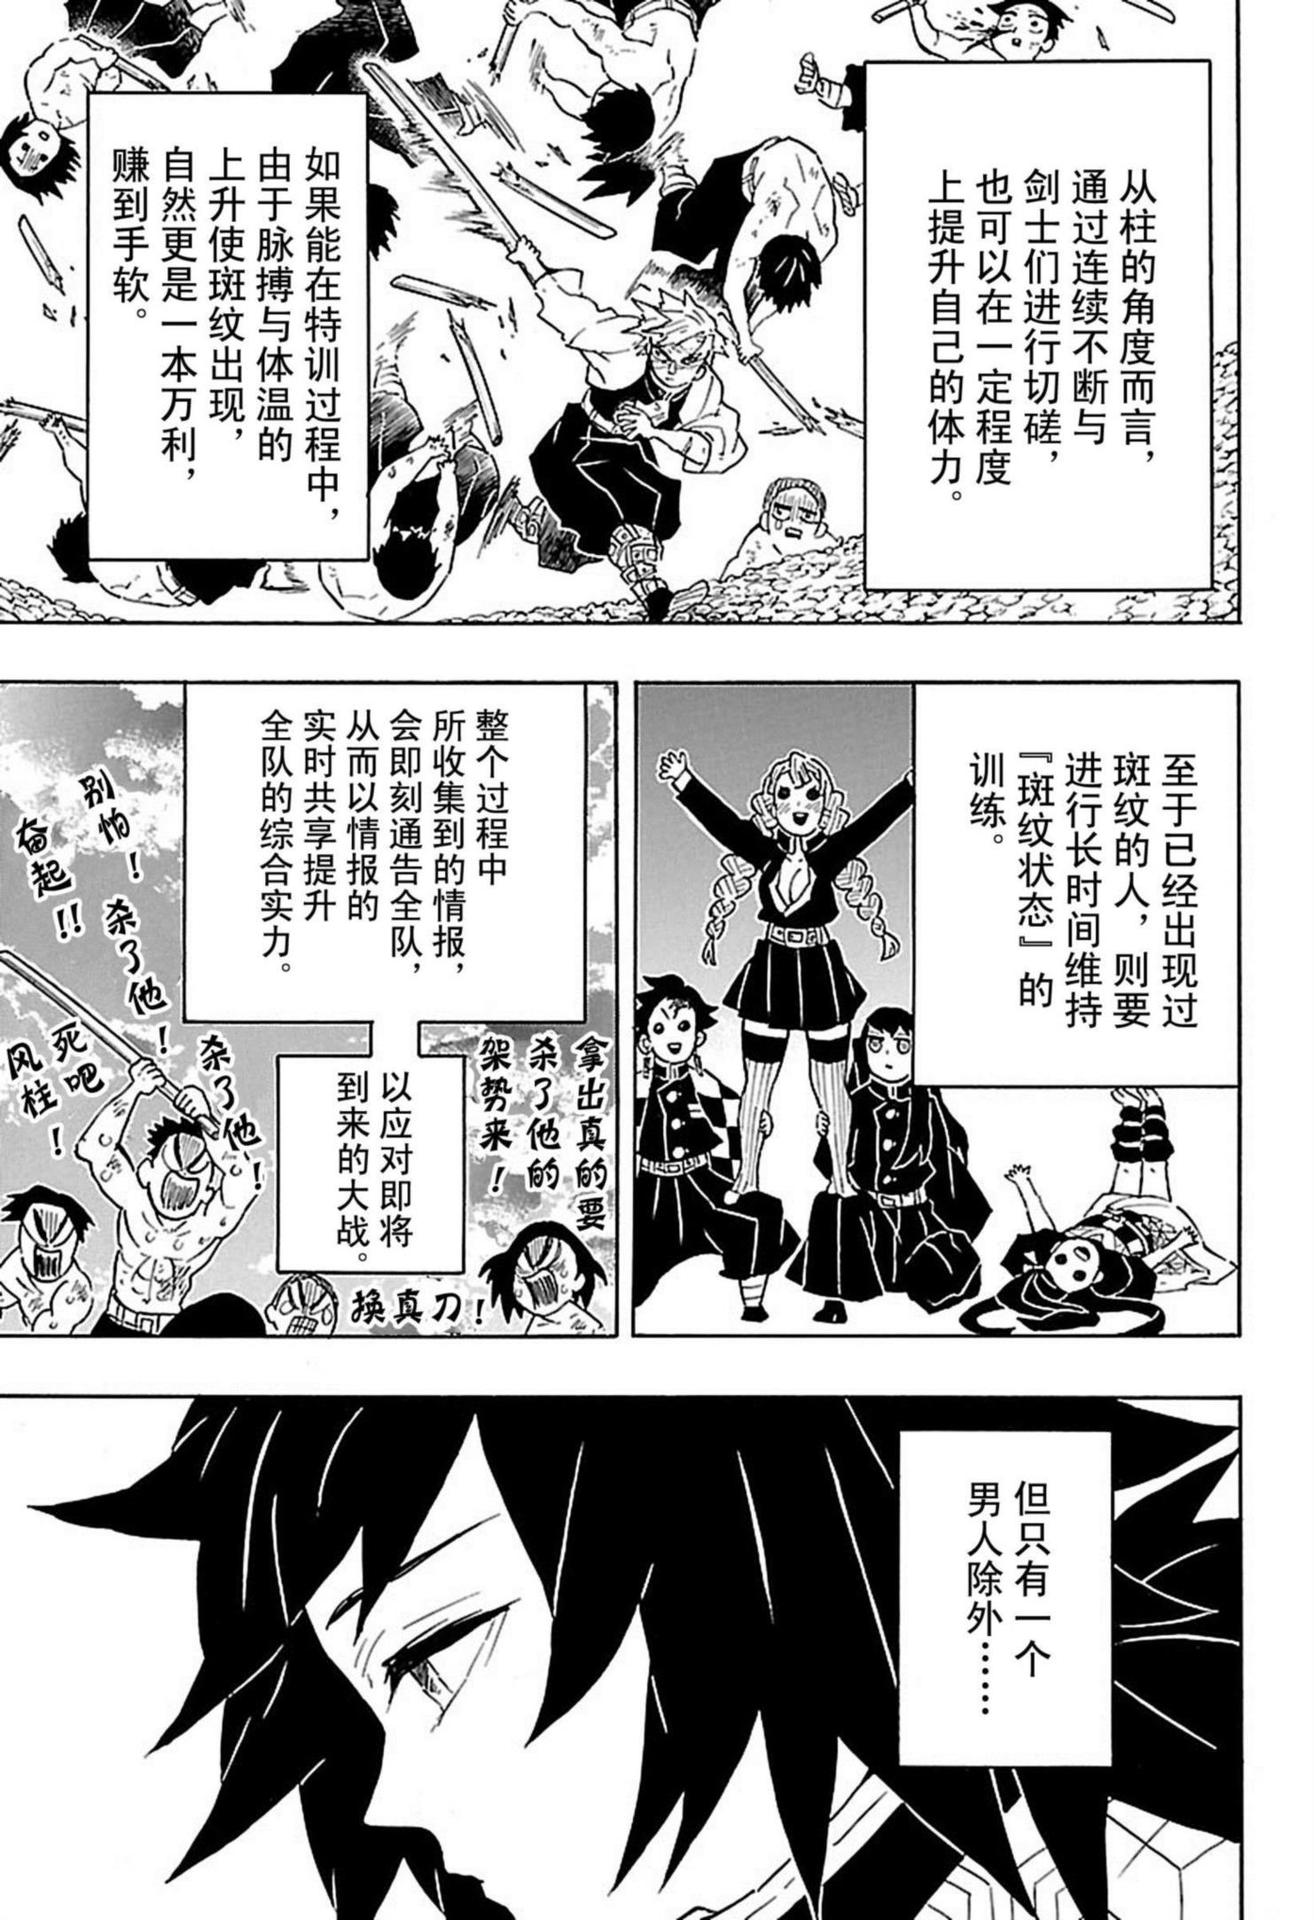 从柱的角度而言，
通过连续不断与
剑士们进行切磋，
也可以在一定程度
上提升自己的体力。
如果能在特训过程中，
由于脉搏与体温的
上升使斑纹出现，
自然更是一本万利，
赚到手软。
至于已经出现过
斑纹的人，则要
进行长时间维持
『斑纹状态』的
训练。
整个过程中
所收集到的情报，
会即刻通告全队，
从而以情报的
实时共享提升
全队的综合实力。
以应对即将
到来的大战。
拿出真的要
杀了他的
架势来！
换真刀！
杀了他！
别怕！杀了他！
奋起！！
死吧
风柱！
但只有一个
男人除外……